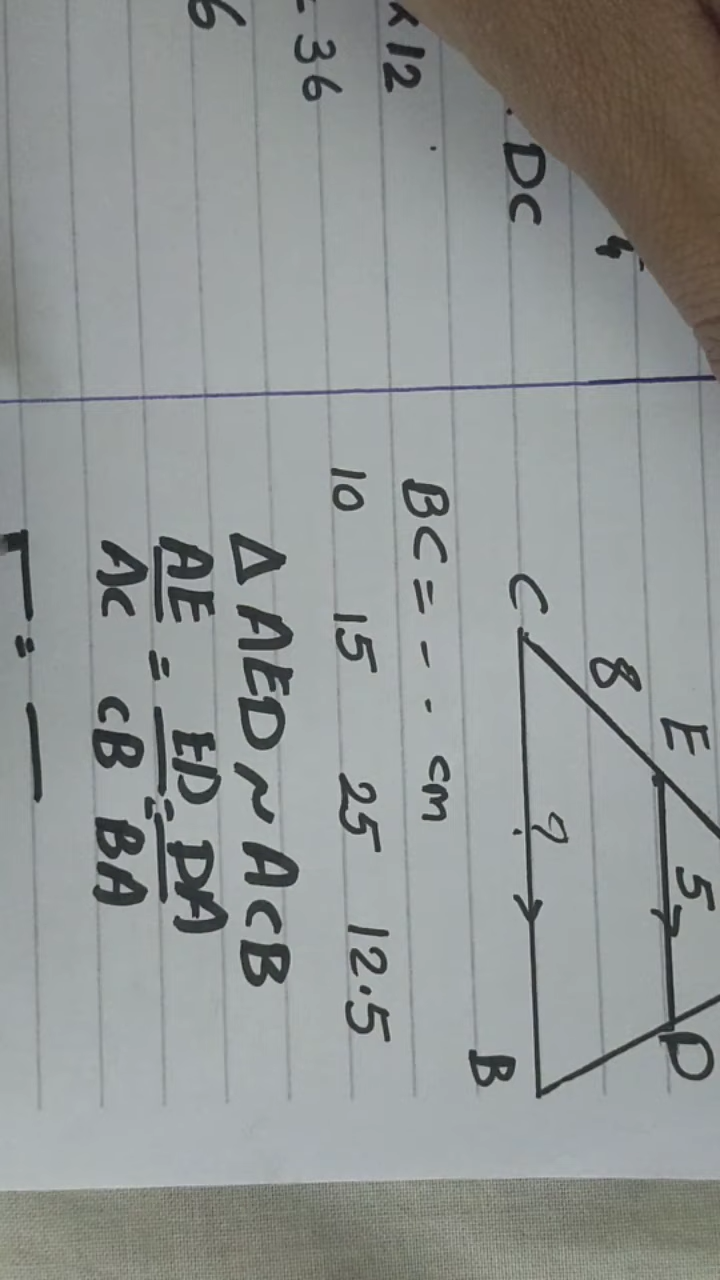 E
5
D
8
C
?
B
BC = - - cm
10 15 25 12.5
Δ AED ~ ACB
AE = ED = DA
AC CB BA
DC
×12
= 36
6